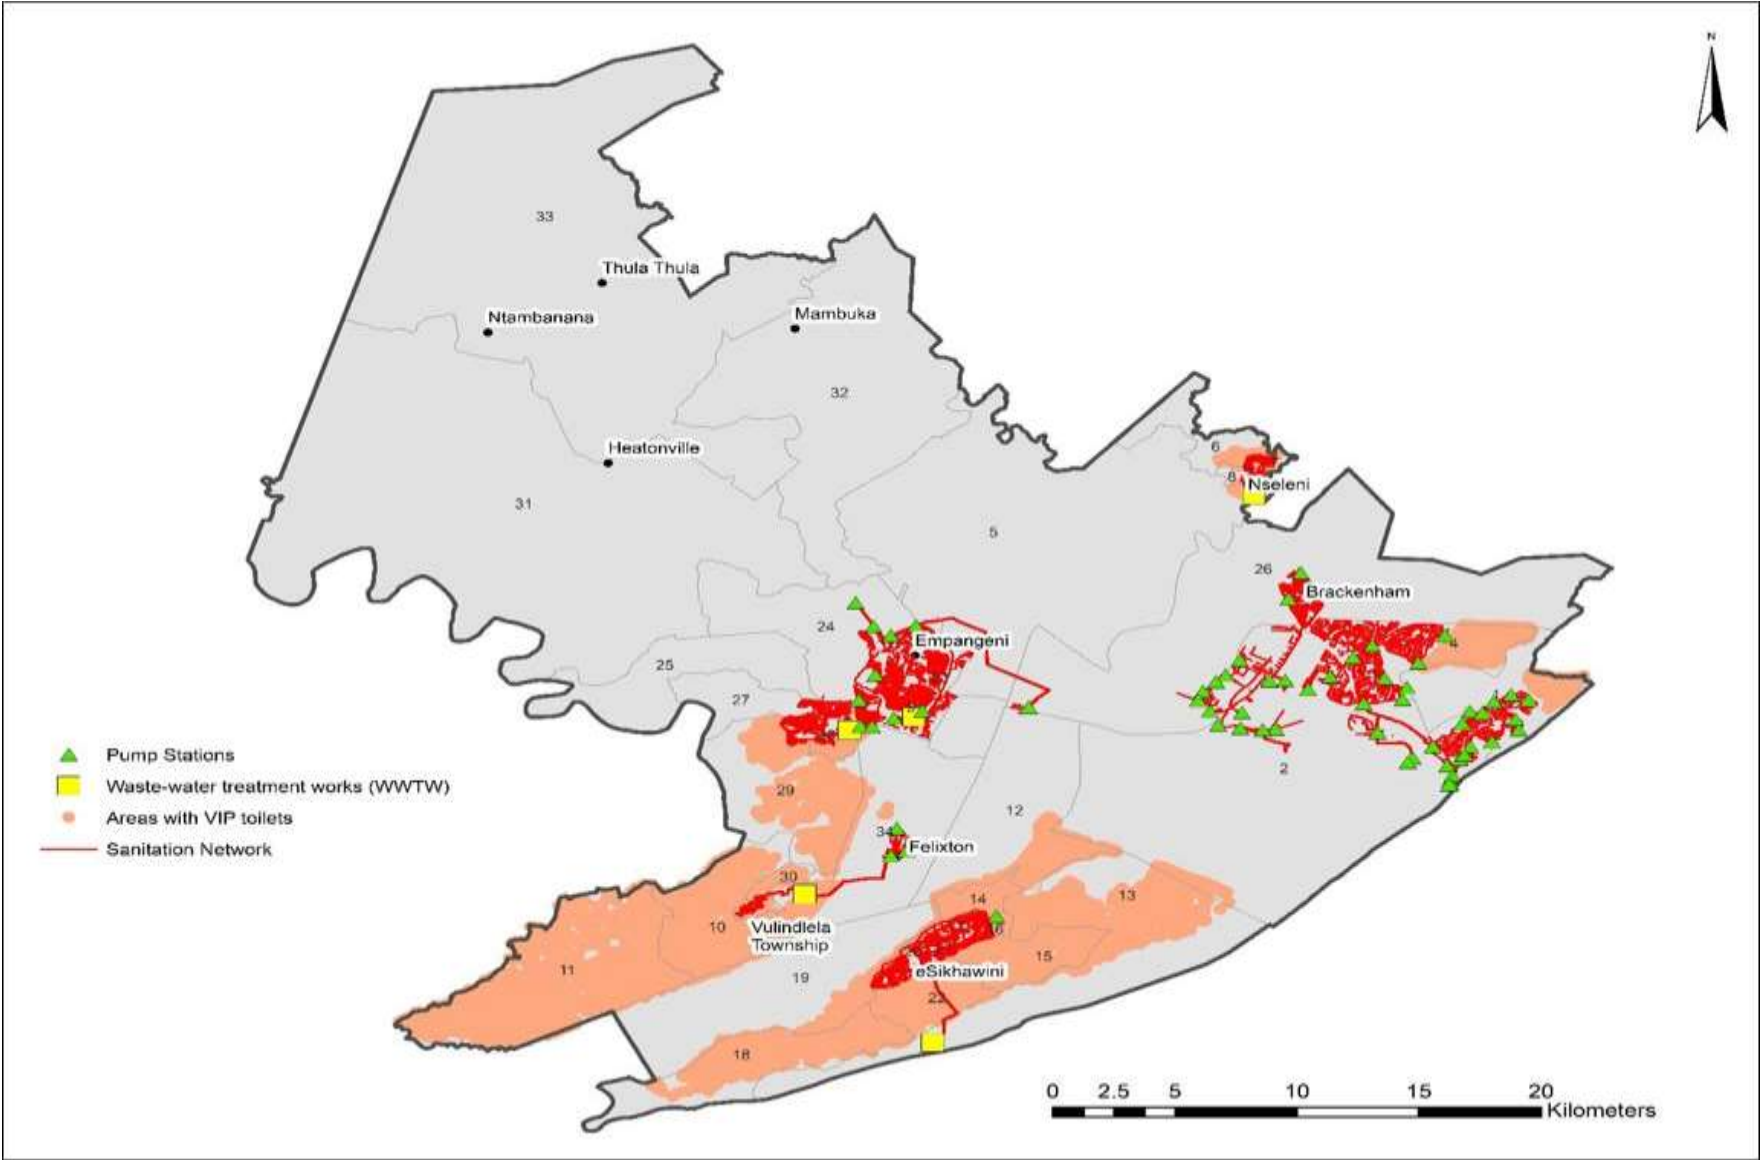 N
33
Thula Thula
Ntambanana
Mambuka
32
Heatonville
6
8
Nseleni
31
5
26
Brackenham
24
Empangeni
4
25
27
Pump Stations
2
Waste-water treatment works (WWTW)
29
12
Areas with VIP toilets
34
Sanitation Network
Felixton
30
13
14
10
Vulindlela
Township
16
15
11
eSikhawini
19
22
18
0 2.5 5 10 15 20
Kilometers